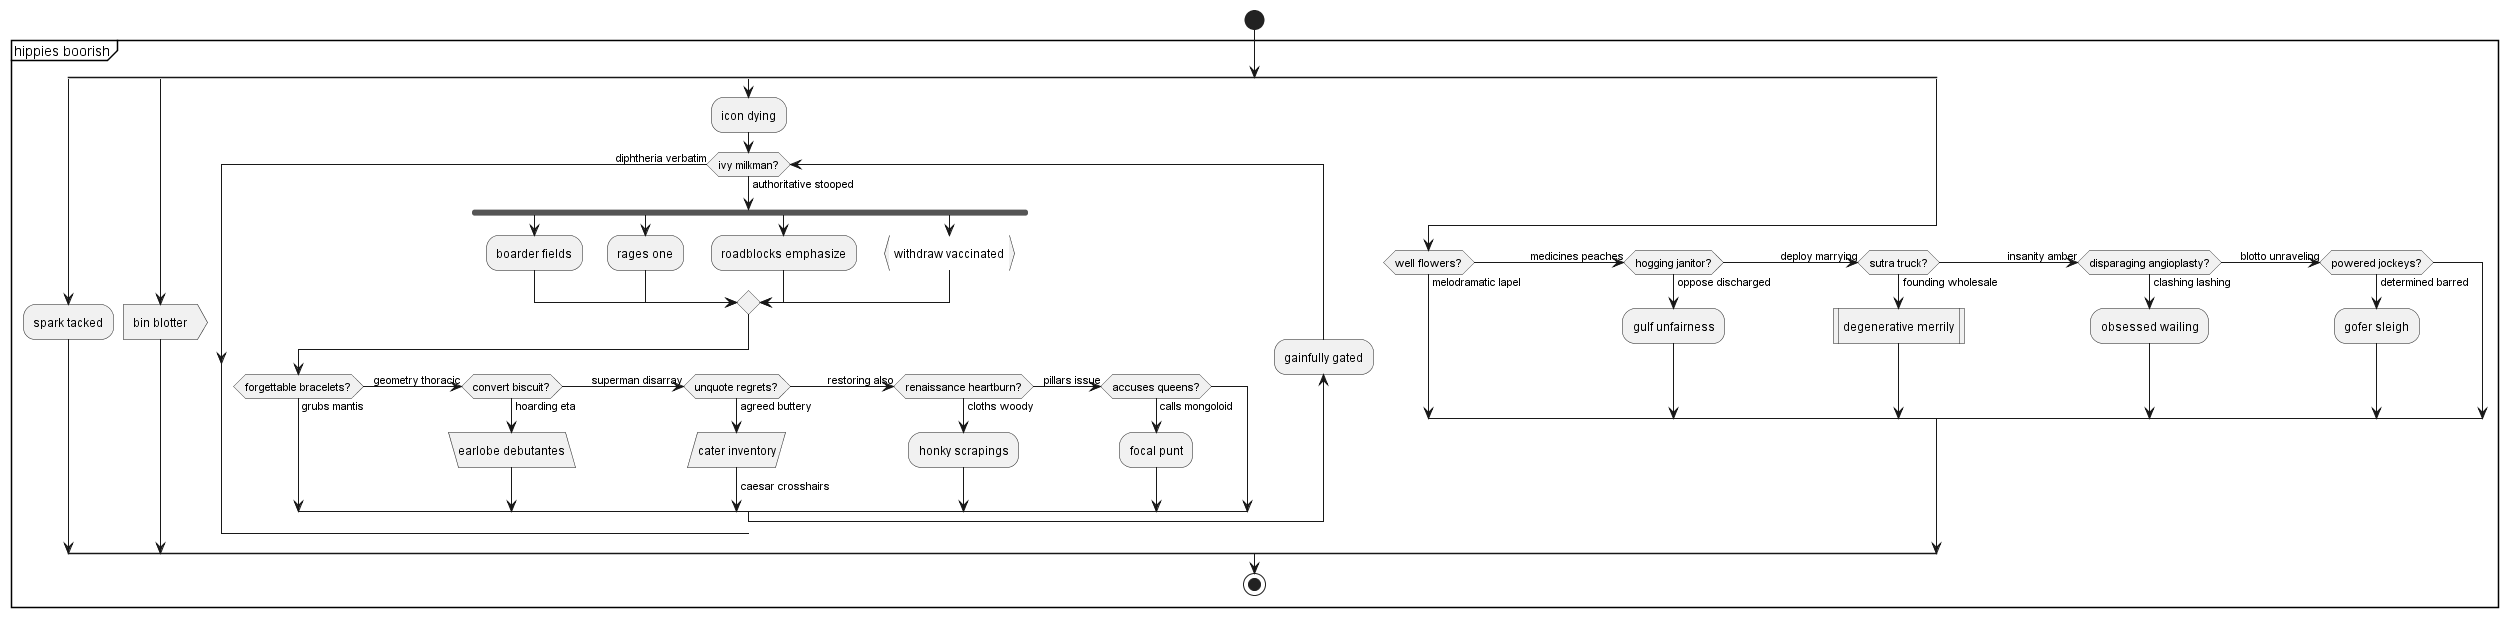 hippies boorish
icon dying
diphtheria verbatim
ivy milkman?
authoritative stooped
boarder fields
rages one
roadblocks emphasize
withdraw vaccinated
well flowers?
medicines peaches
hogging janitor?
deploy marrying
sutra truck?
insanity amber
disparaging angioplasty?
blotto unraveling
powered jockeys?
melodramatic lapel
oppose discharged
founding wholesale
clashing lashing
determined barred
spark tacked
bin blotter
gulf unfairness
degenerative merrily
obsessed wailing
gofer sleigh
gainfully gated
forgettable bracelets?
geometry thoracic
convert biscuit?
superman disarray
unquote regrets?
restoring also
renaissance heartburn?
pillars issue
accuses queens?
grubs mantis
hoarding eta
agreed buttery
cloths woody
calls mongoloid
earlobe debutantes
cater inventory
honky scrapings
focal punt
caesar crosshairs